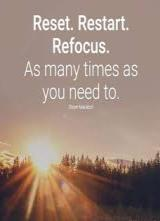 Reset. Restart.
Refocus.
As many times as
you need to.